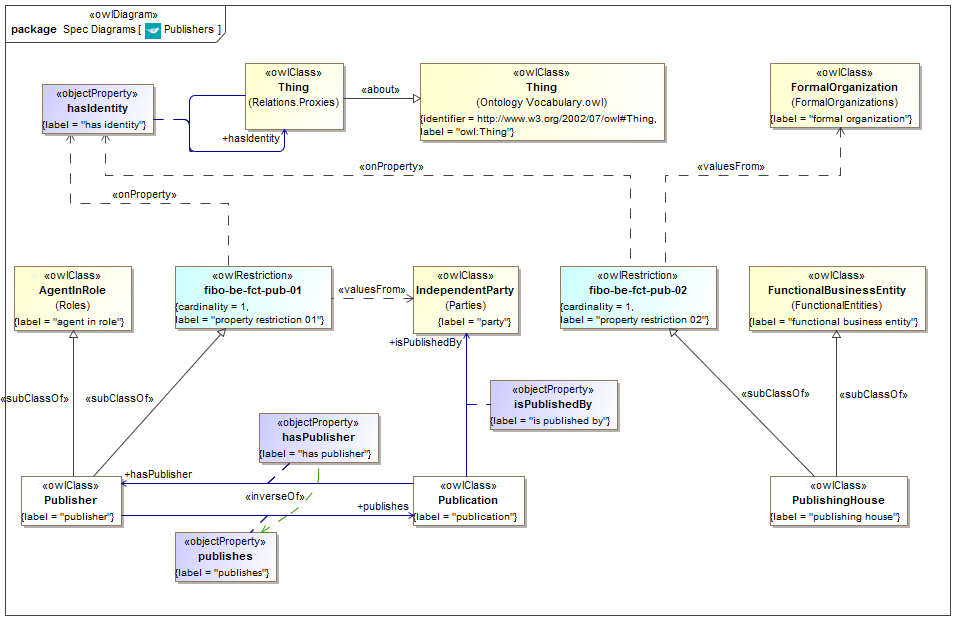 «owlDiagram»
package Spec Diagrams [ Publishers ]
«objectProperty»
hasIdentity
{label = "has identity"}
«owlClass»
Thing
(Relations.Proxies)
+hasIdentity
«about»
«owlClass»
Thing
(Ontology Vocabulary.owl)
{identifier = http://www.w3.org/2002/07/owl#Thing,
label = "owl:Thing"}
«owlClass»
FormalOrganization
(FormalOrganizations)
{label = "formal organization"}
«onProperty»
«valuesFrom»
«onProperty»
«owlClass»
AgentInRole
(Roles)
{label = "agent in role"}
«owlRestriction»
fibo-be-fct-pub-01
{cardinality = 1,
label = "property restriction 01"}
«valuesFrom»
«owlClass»
IndependentParty
(Parties)
{label = "party"}
«owlRestriction»
fibo-be-fct-pub-02
{cardinality = 1,
label = "property restriction 02"}
«owlClass»
FunctionalBusinessEntity
(FunctionalEntities)
{label = "functional business entity"}
+isPublishedBy
«subClassOf»
«subClassOf»
«objectProperty»
isPublishedBy
{label = "is published by"}
«subClassOf»
«subClassOf»
«objectProperty»
hasPublisher
{label = "has publisher"}
+hasPublisher
«owlClass»
Publisher
{label = "publisher"}
«inverseOf»
+publishes
«owlClass»
Publication
{label = "publication"}
«owlClass»
PublishingHouse
{label = "publishing house"}
«objectProperty»
publishes
{label = "publishes"}